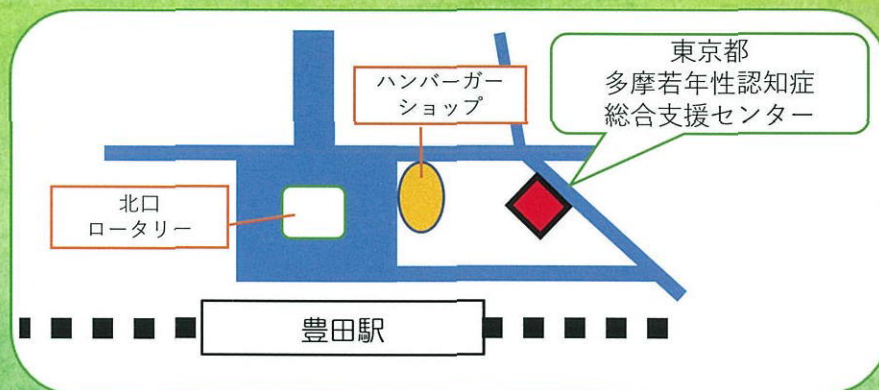 東京都
多摩若年性認知症
総合支援センター
ハンバーガー
ショップ
北口
ロータリー
豊田駅